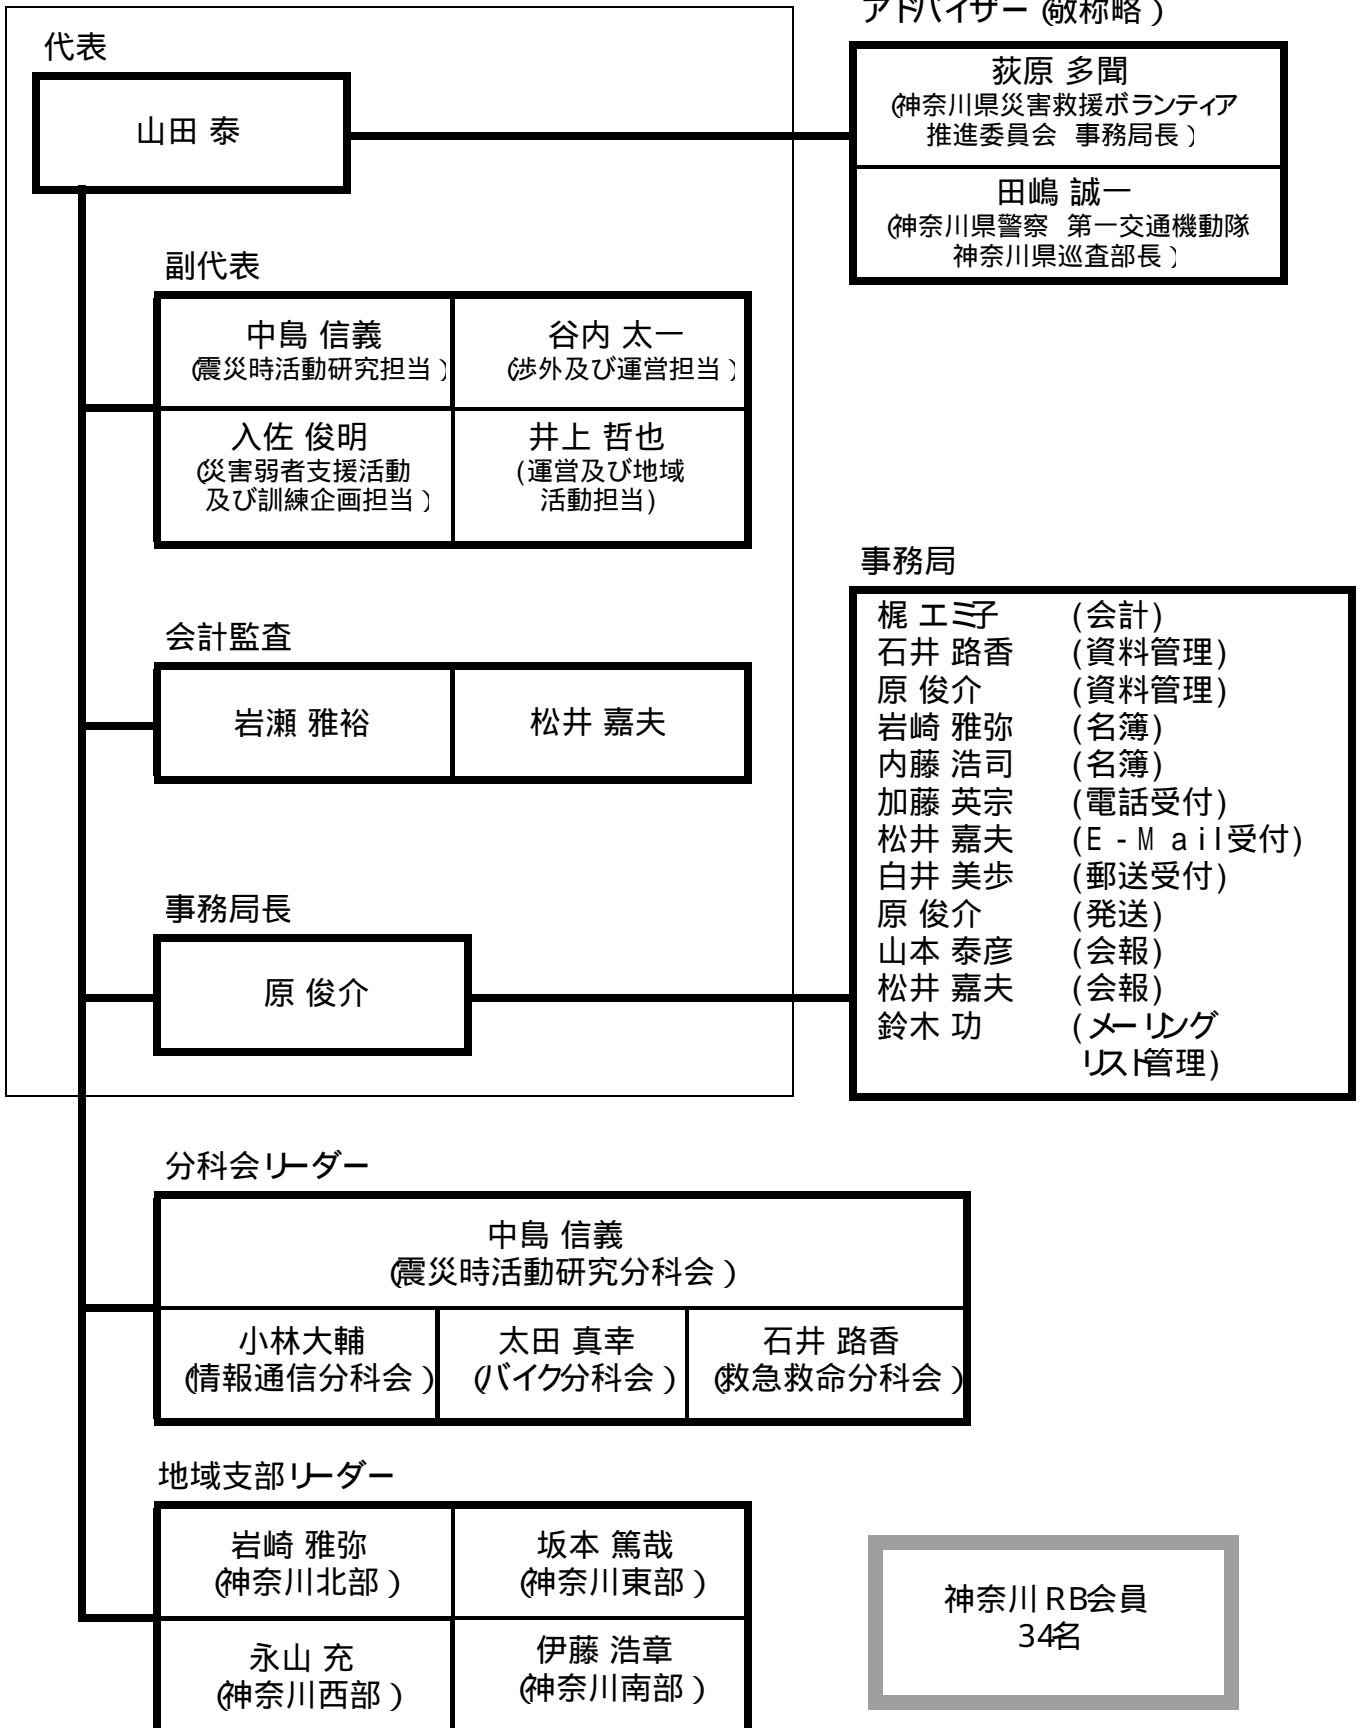 アドバイザー(敬称略)
代表
荻原 多聞
(神奈川県災害救援ボランティア
推進委員会 事務局長)
山田 泰
田嶋 誠一
(神奈川県警察 第一交通機動隊
神奈川県巡査部長)
副代表
中島 信義
(震災時活動研究担当)
谷内 太一
(渉外及び運営担当)
入佐 俊明
(災害弱者支援活動
及び訓練企画担当)
井上 哲也
(運営及び地域
活動担当)
事務局
梶 エミ子 (会計)
石井 路香 (資料管理)
原 俊介 (資料管理)
岩崎 雅弥 (名簿)
内藤 浩司 (名簿)
加藤 英宗 (電話受付)
松井 嘉夫 (E-Mail受付)
白井 美歩 (郵送受付)
原 俊介 (発送)
山本 泰彦 (会報)
松井 嘉夫 (会報)
鈴木 功 (メーリング
リスト管理)
会計監査
岩瀬 雅裕
松井 嘉夫
事務局長
原 俊介
分科会リーダー
中島 信義
(震災時活動研究分科会)
小林大輔
(情報通信分科会)
太田 真幸
(バイク分科会)
石井 路香
(救急救命分科会)
地域支部リーダー
岩崎 雅弥
(神奈川北部)
坂本 篤哉
(神奈川東部)
永山 充
(神奈川西部)
伊藤 浩章
(神奈川南部)
神奈川RB会員
34名